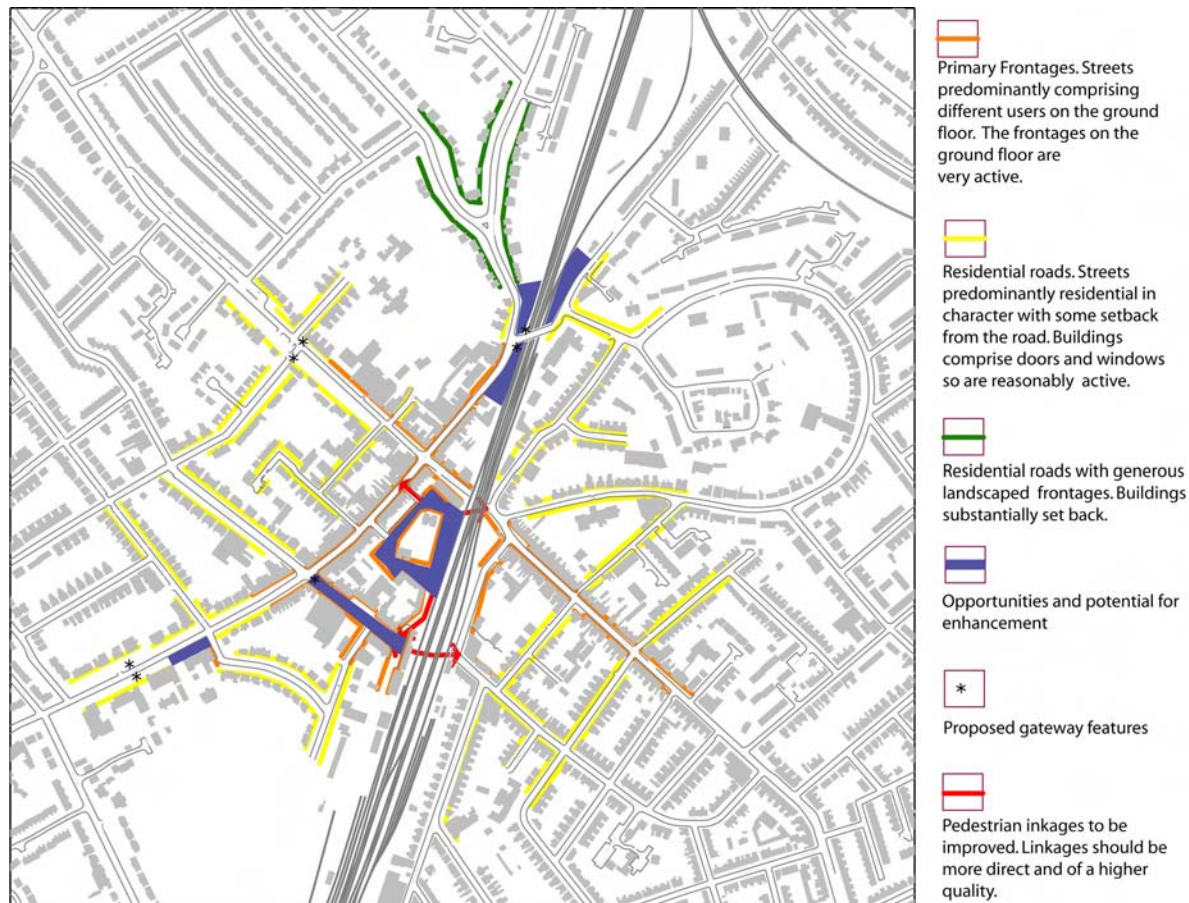 Primary Frontages. Streets
predominantly comprising
different users on the ground
floor. The frontages on the
ground floor are
very active.
Residential roads. Streets
predominantly residential in
character with some setback
from the road. Buildings
comprise doors and windows
so are reasonably active.
Residential roads with generous
landscaped frontages. Buildings
substantially set back.
Opportunities and potential for
enhancement
*
Proposed gateway features
Pedestrian inkages to be
improved. Linkages should be
more direct and of a higher
quality.